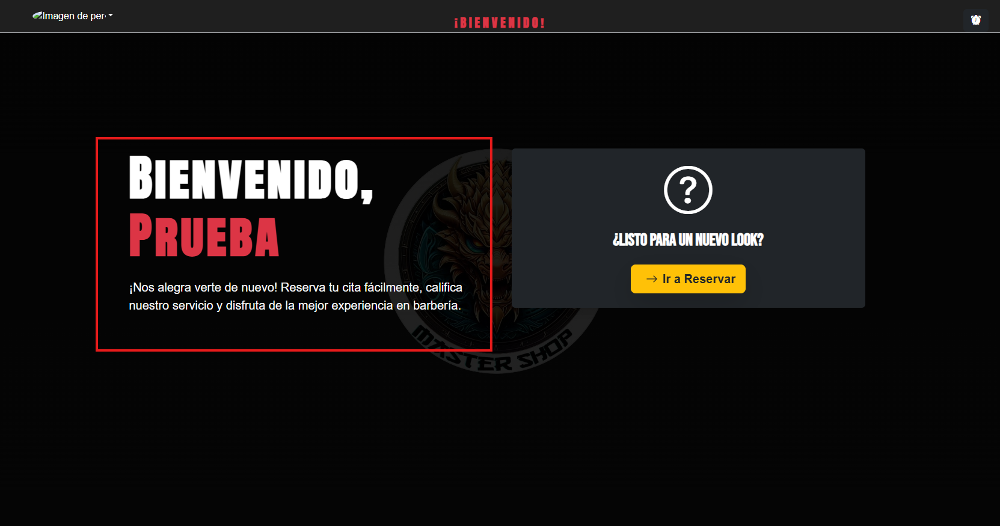 Imagen de per
¡BIENVENIDO!
BIENVENIDO,
PRUEBA
¡Nos alegra verte de nuevo! Reserva tu cita fácilmente, califica
nuestro servicio y disfruta de la mejor experiencia en barbería.
¿LISTO PARA UN NUEVO LOOK?
→ Ir a Reservar
MASTER SHOP